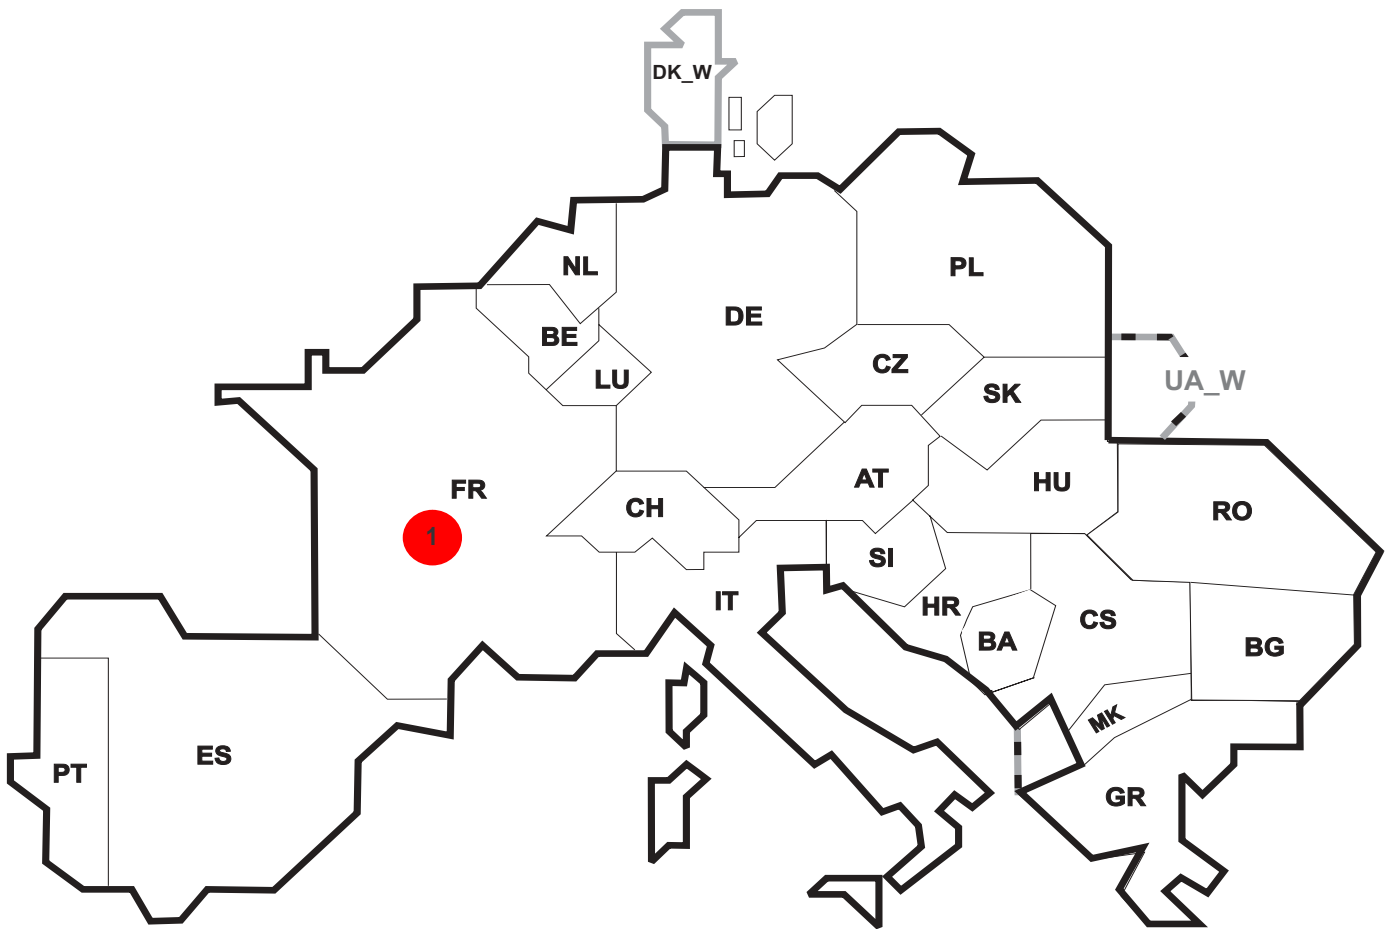 DK_W
NL
PL
DE
BE
CZ
LU
UA_W
SK
AT
HU
FR
CH
RO
1
SI
IT
HR
CS
BA
BG
MK
ES
PT
GR